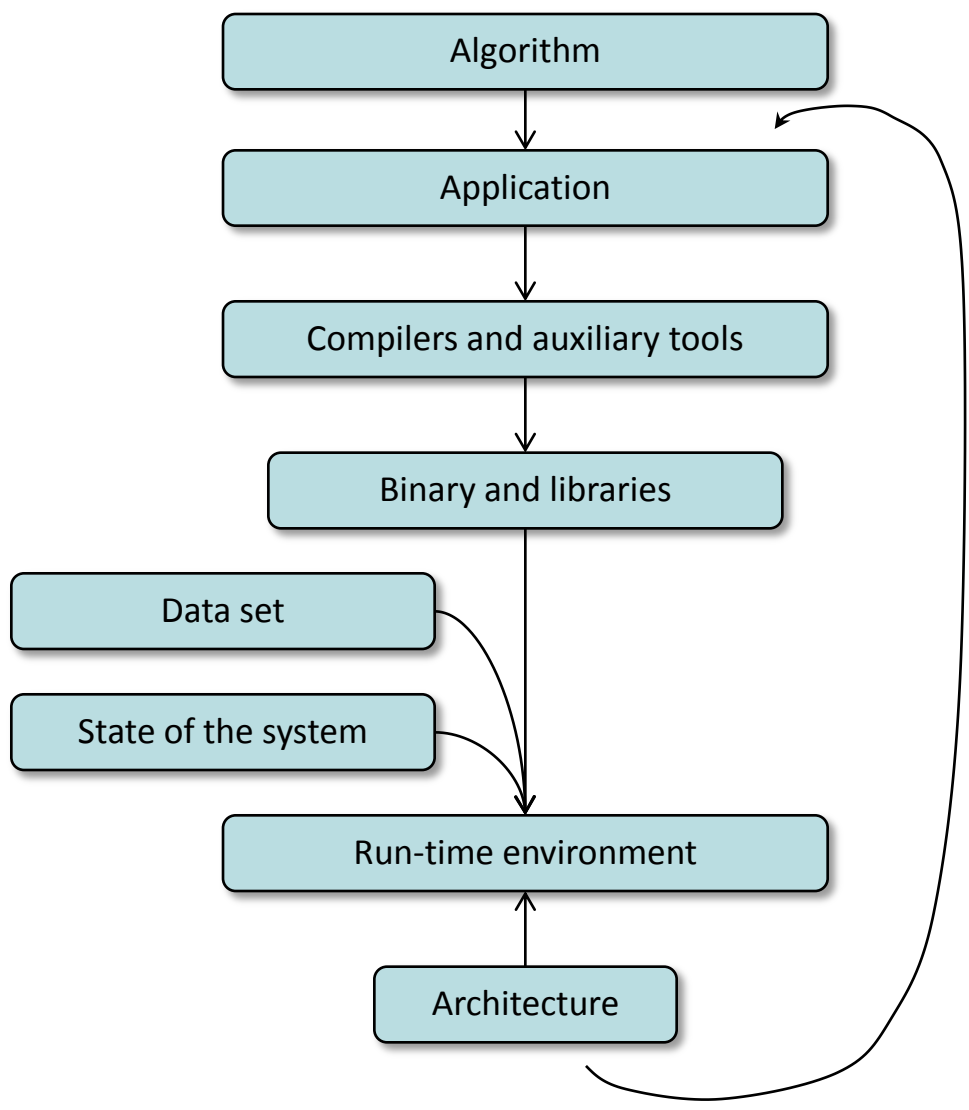 Algorithm
Application
Compilers and auxiliary tools
Binary and libraries
Data set
State of the system
Run-time environment
Architecture